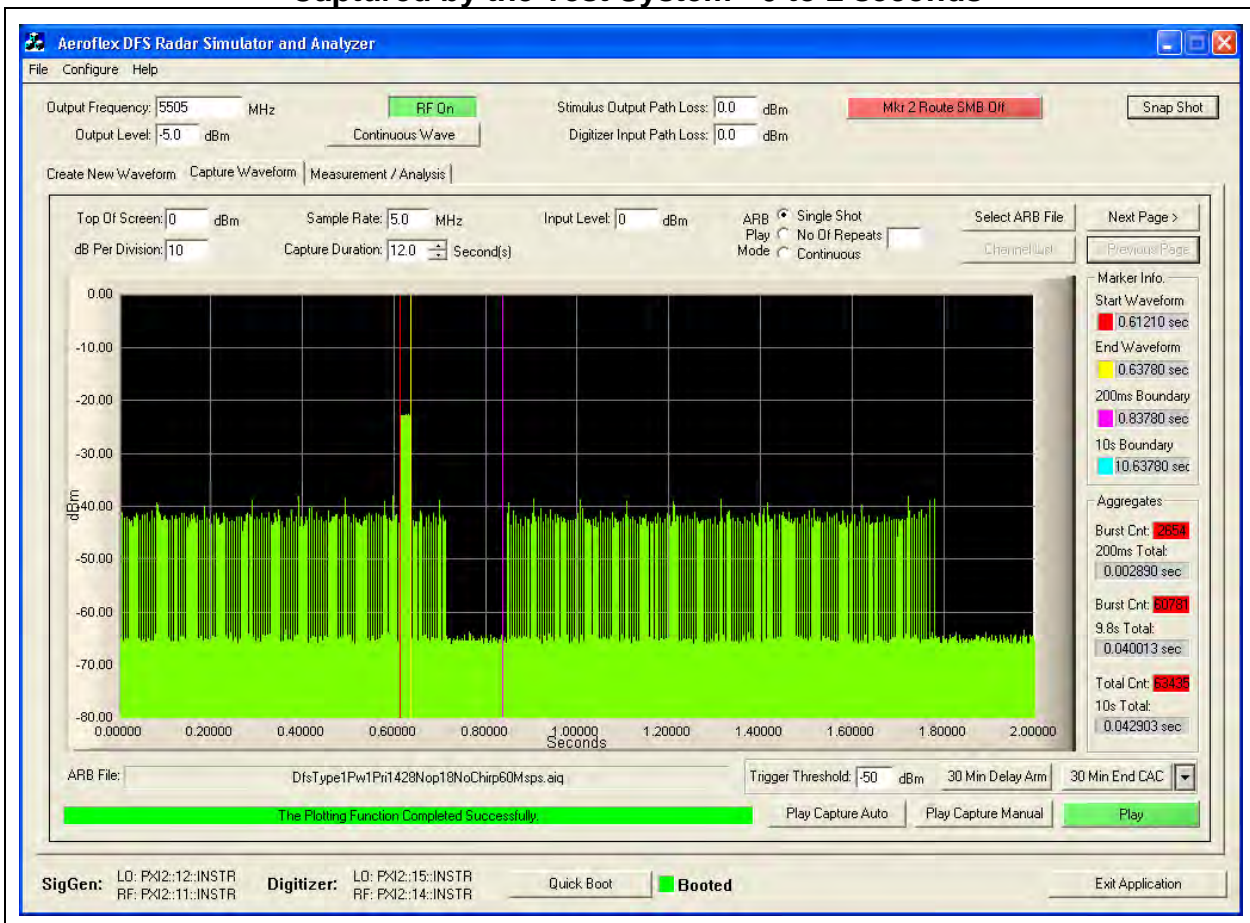 Aeroflex DFS Radar Simulator and Analyzer
File Configure Help
Output Frequency: 5505 MHz
RF On
Stimulus Output Path Loss: 0.0 dBm
Mkr 2 Route SMB Off
Snap Shot
Output Level: -5.0 dBm
Continuous Wave
Digitizer Input Path Loss: 0.0 dBm
Create New Waveform Capture Waveform Measurement / Analysis
Top Of Screen: 0 dBm
Sample Rate: 5.0 MHz
Input Level: 0 dBm
ARB Play Mode
Single Shot
No Of Repeats
Continuous
Select ARB File
Next Page >
dB Per Division: 10
Capture Duration: 12.0 Second(s)
Channel List
Previous Page
0.00
-10.00
-20.00
-30.00
-40.00
-50.00
-60.00
-70.00
-80.00
dBm
0.00000 0.20000 0.40000 0.60000 0.80000 1.00000 1.20000 1.40000 1.60000 1.80000 2.00000
Seconds
Marker Info.
Start Waveform
0.61210 sec
End Waveform
0.63780 sec
200ms Boundary
0.83780 sec
10s Boundary
10.63780 sec
Aggregates
Burst Cnt: 2654
200ms Total:
0.002890 sec
Burst Cnt: 60781
9.8s Total:
0.040013 sec
Total Cnt: 63435
10s Total:
0.042903 sec
ARB File: DfsType1Pw1Pri1428Nop18NoChirp60Msps.aiq
Trigger Threshold: -50 dBm
30 Min Delay Arm
30 Min End CAC
The Plotting Function Completed Successfully.
Play Capture Auto
Play Capture Manual
Play
SigGen: LO: PXI2::12::INSTR
RF: PXI2::11::INSTR
Digitizer: LO: PXI2::15::INSTR
RF: PXI2::14::INSTR
Quick Boot
Booted
Exit Application